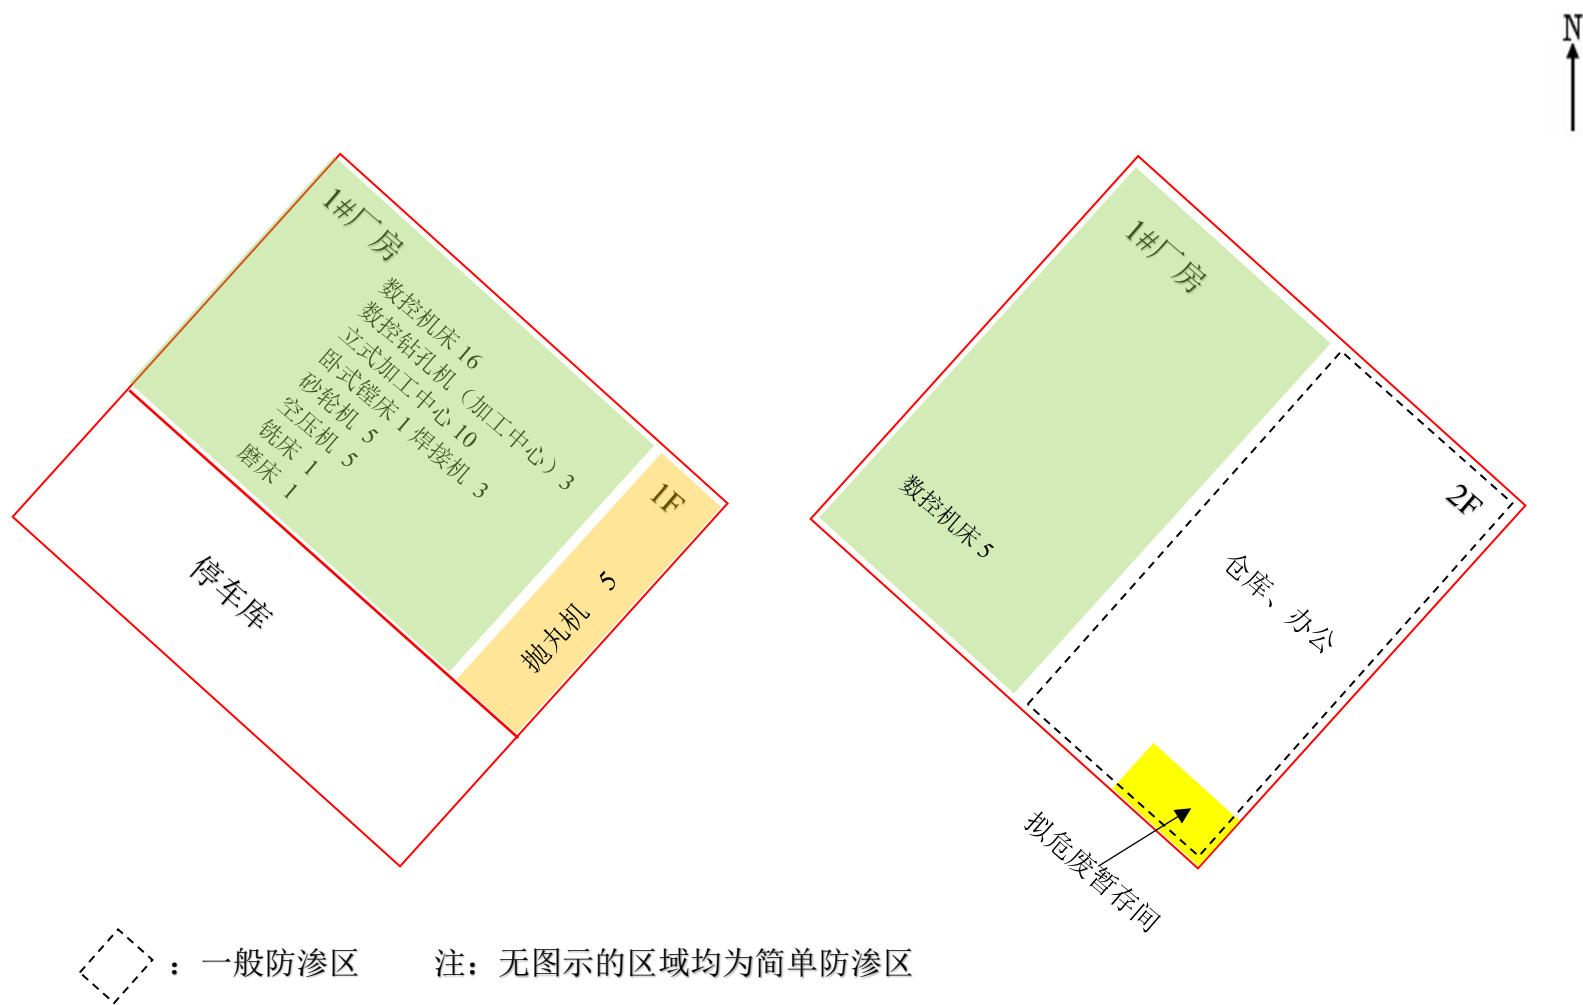 N
1#厂房
数控机床 16
数控钻孔机（加工中心）3
立式加工中心 10
卧式镗床 1 焊接机 3
砂轮机 5
空压机 5
铣床 1
磨床 1
1F
抛丸机 5
停车库
1#厂房
数控机床 5
2F
仓库、办公
拟危废暂存间
：一般防渗区
注：无图示的区域均为简单防渗区